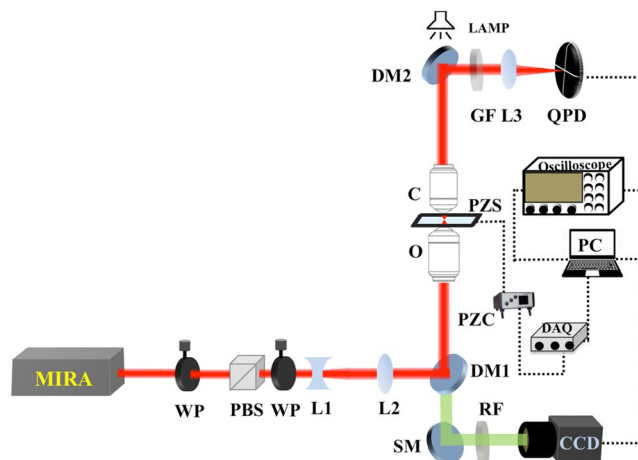 LAMP
DM2
GF L3
QPD
Oscilloscope
C
PZS
O
PC
PZC
DAQ
MIRA
DM1
WP
PBS
WP
L1
L2
RF
SM
CCD